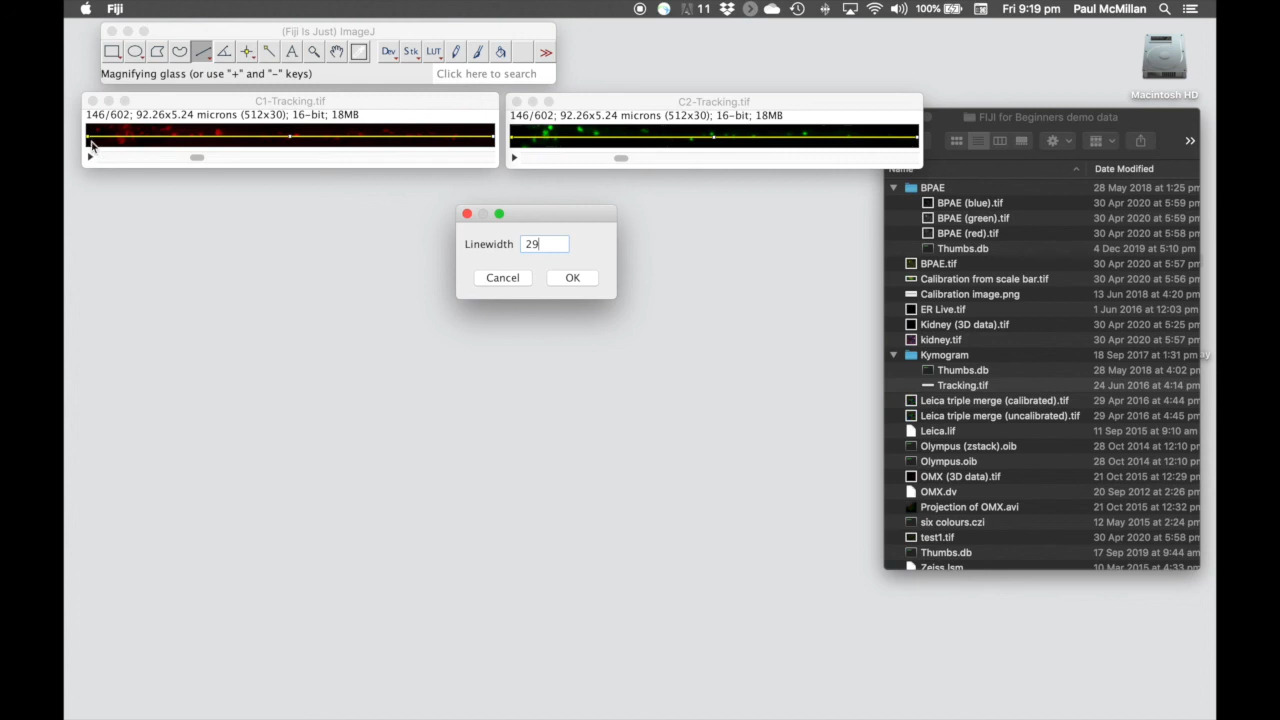 Fiji
11
100%
Fri 9:19 pm
Paul McMillan
(Fiji Is Just) ImageJ
A
Dev
Stk
LUT
Magnifying glass (or use "+" and "-" keys)
Click here to search
Macintosh HD
C1-Tracking.tif
146/602; 92.26x5.24 microns (512x30); 16-bit; 18MB
C2-Tracking.tif
146/602; 92.26x5.24 microns (512x30); 16-bit; 18MB
FIJI for Beginners demo data
Name
Date Modified
BPAE 28 May 2018 at 1:25 pm
BPAE (blue).tif 30 Apr 2020 at 5:59 pm
BPAE (green).tif 30 Apr 2020 at 5:59 pm
BPAE (red).tif 30 Apr 2020 at 5:58 pm
Thumbs.db 4 Dec 2019 at 5:10 pm
BPAE.tif 30 Apr 2020 at 5:57 pm
Calibration from scale bar.tif 30 Apr 2020 at 5:56 pm
Calibration image.png 13 Jun 2018 at 4:20 pm
ER Live.tif 1 Jun 2016 at 12:03 pm
Kidney (3D data).tif 30 Apr 2020 at 5:25 pm
kidney.tif 30 Apr 2020 at 5:51 pm
Kymogram 18 Sep 2017 at 1:31 pm
Thumbs.db 28 May 2018 at 4:02 pm
Tracking.tif 24 Jun 2016 at 4:14 pm
Leica triple merge (calibrated).tif 29 Apr 2016 at 4:44 pm
Leica triple merge (uncalibrated).tif 29 Apr 2016 at 4:45 pm
Leica.lif 11 Sep 2015 at 9:10 am
Olympus (zstack).oib 28 Oct 2014 at 12:10 pm
Olympus.oib 28 Oct 2014 at 12:10 pm
OMX (3D data).tif 21 Oct 2015 at 12:29 pm
OMX.dv 20 Sep 2012 at 2:26 pm
Projection of OMX.avi 21 Oct 2015 at 12:32 pm
six colours.czi 12 May 2015 at 2:24 pm
test1.tif 30 Apr 2020 at 5:58 pm
Thumbs.db 17 Sep 2019 at 9:44 am
Zeiss.lsm 10 Mar 2015 at 4:33 pm
Linewidth 29
Cancel
OK